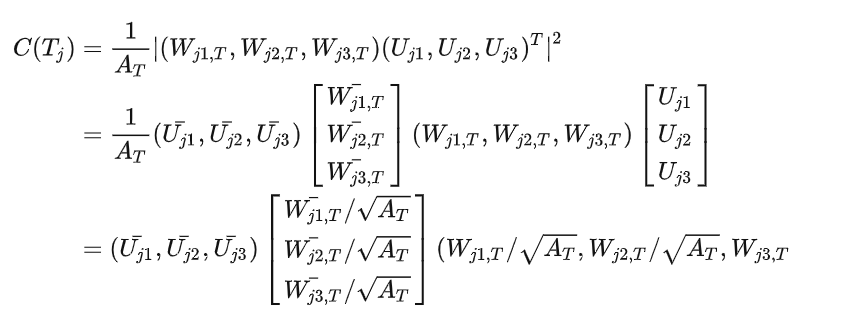 C(T_j) = \frac{1}{A_T} |(W_{j1,T}, W_{j2,T}, W_{j3,T})(U_{j1}, U_{j2}, U_{j3})^T|^2
= \frac{1}{A_T} (\bar{U_{j1}}, \bar{U_{j2}}, \bar{U_{j3}}) \begin{bmatrix} \bar{W_{j1,T}} \\ \bar{W_{j2,T}} \\ \bar{W_{j3,T}} \end{bmatrix} (W_{j1,T}, W_{j2,T}, W_{j3,T}) \begin{bmatrix} U_{j1} \\ U_{j2} \\ U_{j3} \end{bmatrix}
= (\bar{U_{j1}}, \bar{U_{j2}}, \bar{U_{j3}}) \begin{bmatrix} \bar{W_{j1,T}}/\sqrt{A_T} \\ \bar{W_{j2,T}}/\sqrt{A_T} \\ \bar{W_{j3,T}}/\sqrt{A_T} \end{bmatrix} (W_{j1,T}/\sqrt{A_T}, W_{j2,T}/\sqrt{A_T}, W_{j3,T}